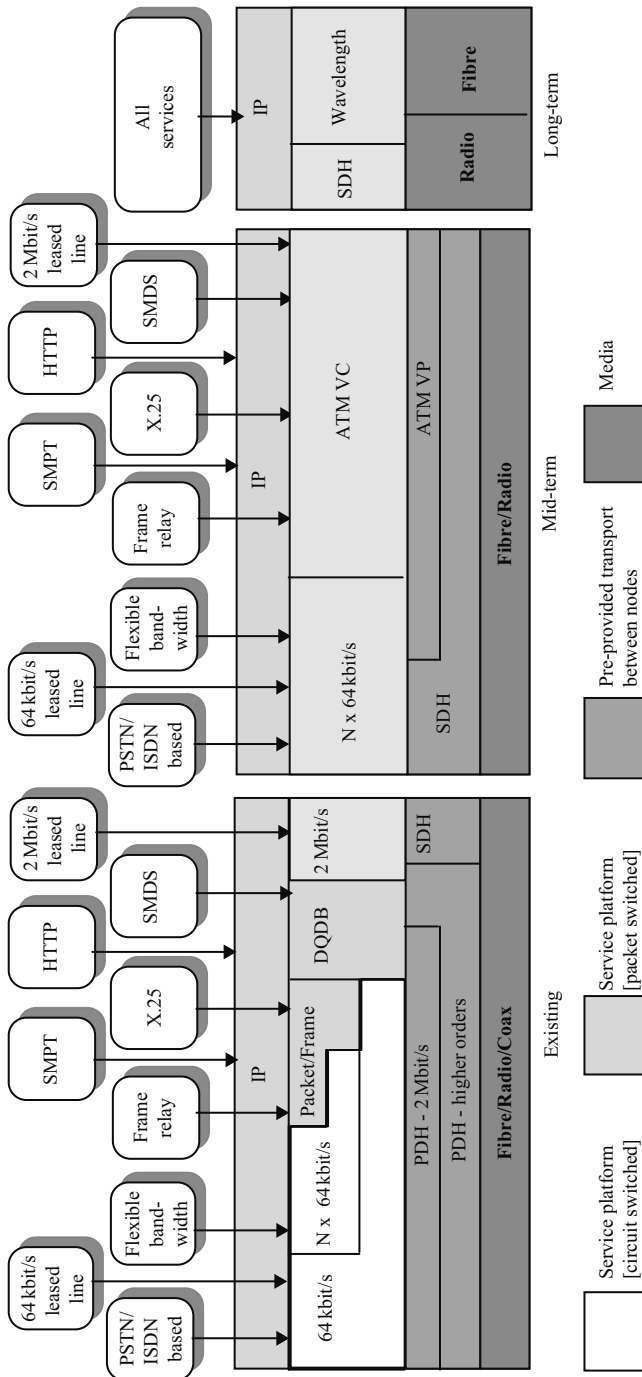 PSTN/
ISDN
based
64 kbit/s
leased
line
Flexible
band-
width
Frame
relay
SMPT
X.25
HTTP
SMDS
2 Mbit/s
leased
line
IP
64 kbit/s
N x 64 kbit/s
Packet/Frame
DQDB
2 Mbit/s
PDH - 2 Mbit/s
SDH
PDH - higher orders
Fibre/Radio/Coax
Existing
PSTN/
ISDN
based
64 kbit/s
leased line
Flexible
band-
width
Frame
relay
SMPT
X.25
HTTP
SMDS
2 Mbit/s
leased
line
IP
N x 64 kbit/s
ATM VC
SDH
ATM VP
Fibre/Radio
Mid-term
All
services
IP
SDH
Wavelength
Radio
Fibre
Long-term
Service platform
[circuit switched]
Service platform
[packet switched]
Pre-provided transport
between nodes
Media